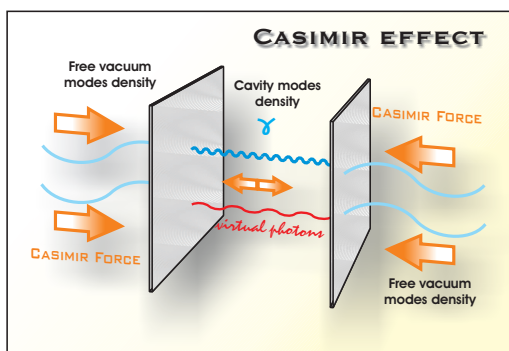 CASIMIR EFFECT
Free vacuum
modes density
Cavity modes
density
CASIMIR FORCE
virtual photons
CASIMIR FORCE
Free vacuum
modes density